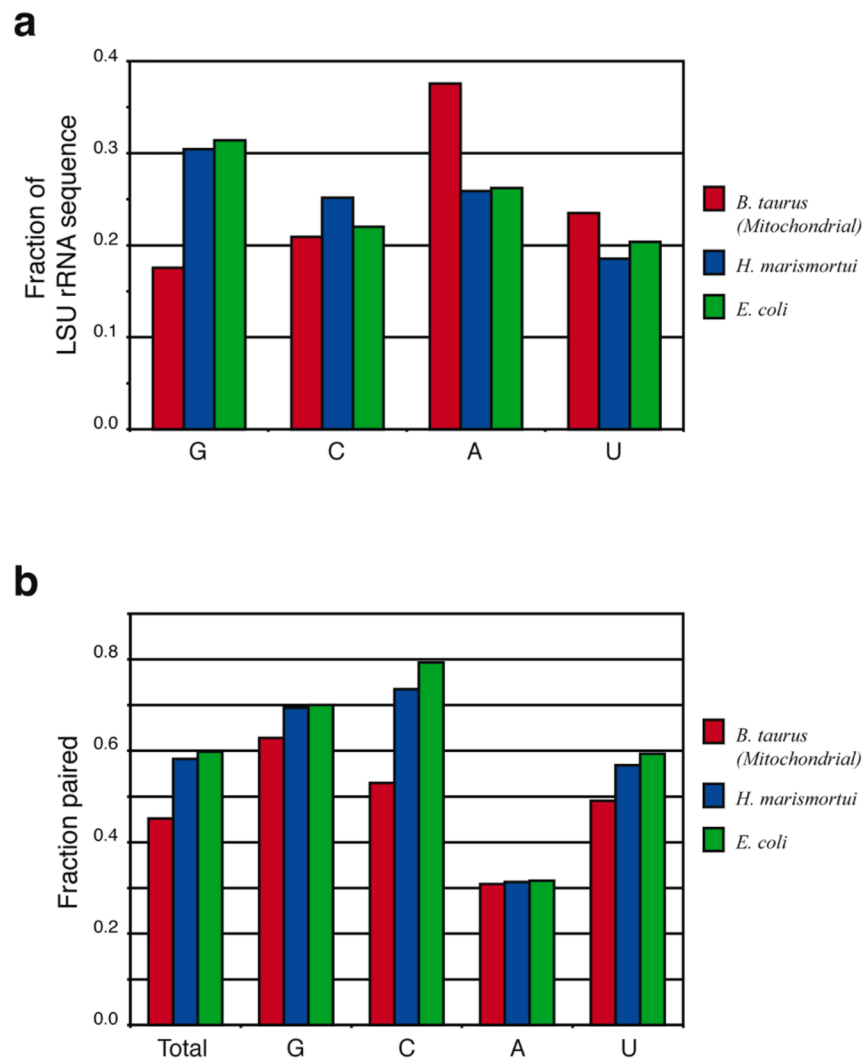 a
0.4
0.3
0.2
0.1
0.0
Fraction of
LSU rRNA sequence
G C A U
B. taurus
(Mitochondrial)
H. marismortui
E. coli
b
0.8
0.6
0.4
0.2
0.0
Fraction paired
Total G C A U
B. taurus
(Mitochondrial)
H. marismortui
E. coli